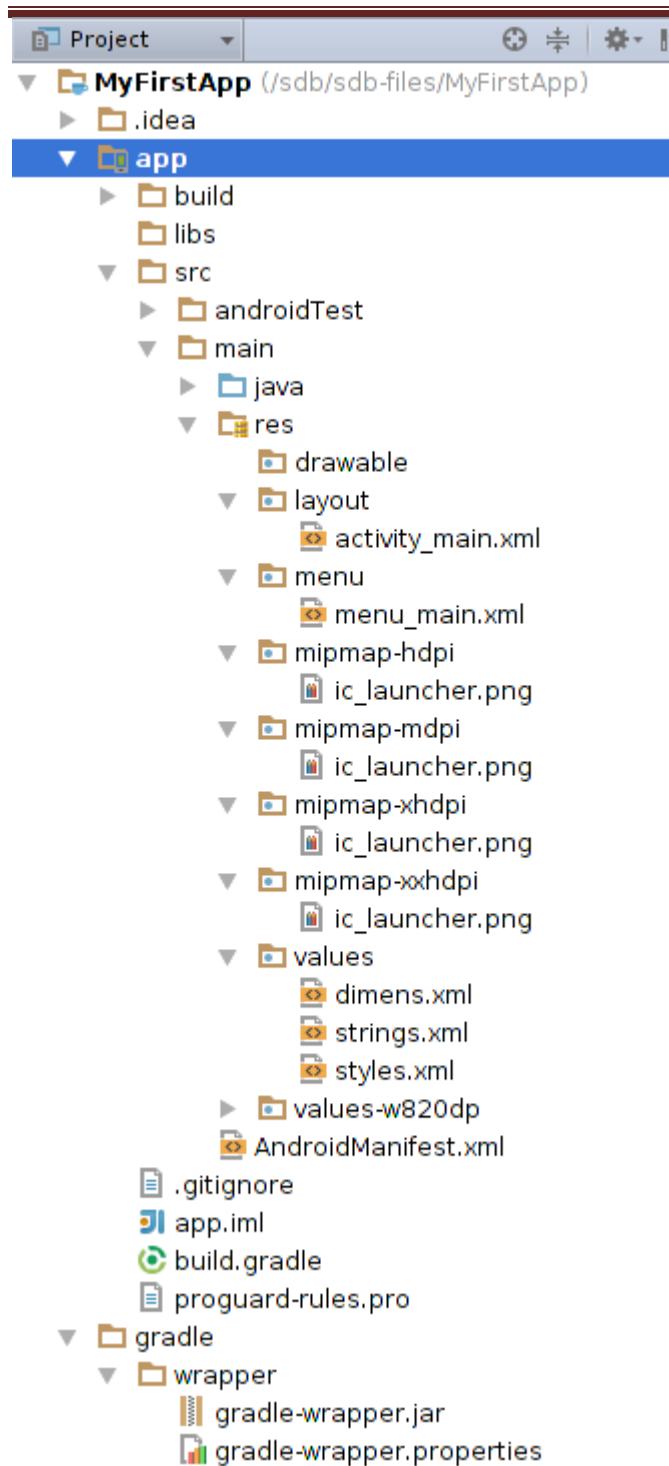 Project
MyFirstApp (/sdb/sdb-files/MyFirstApp)
.idea
app
build
libs
src
androidTest
main
java
res
drawable
layout
activity_main.xml
menu
menu_main.xml
mipmap-hdpi
ic_launcher.png
mipmap-mdpi
ic_launcher.png
mipmap-xhdpi
ic_launcher.png
mipmap-xxhdpi
ic_launcher.png
values
dimens.xml
strings.xml
styles.xml
values-w820dp
AndroidManifest.xml
.gitignore
app.iml
build.gradle
proguard-rules.pro
gradle
wrapper
gradle-wrapper.jar
gradle-wrapper.properties